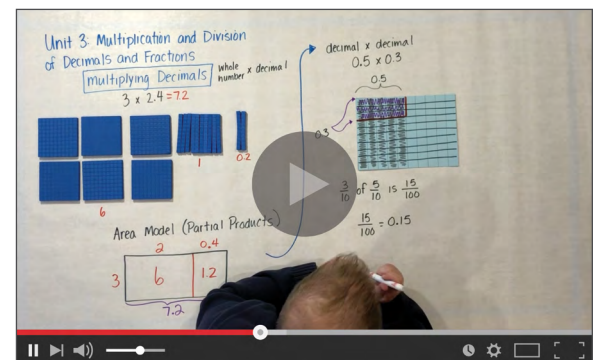 Unit 3: Multiplication and Division
of Decimals and Fractions
multiplying Decimals
whole
number x decimal
3 x 2.4 = 7.2
6
1
0.2
Area Model (Partial Products)
2 0.4
3 6 1.2
7.2
decimal x decimal
0.5 x 0.3
0.5
0.3
3/10 of 5/10 is 15/100
15/100 = 0.15